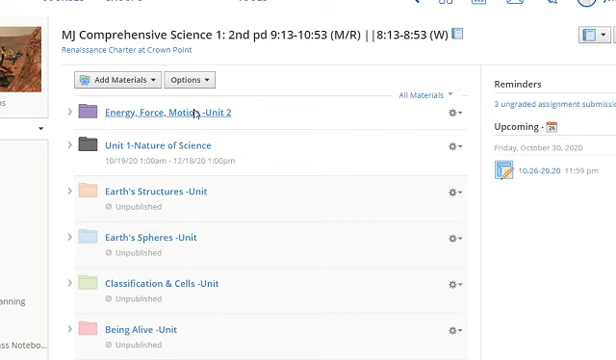 MJ Comprehensive Science 1: 2nd pd 9:13-10:53 (M/R) ||8:13-8:53 (W)
Renaissance Charter at Crown Point
Add Materials
Options
All Materials
Energy, Force, Motion -Unit 2
Unit 1-Nature of Science
10/19/20 1:00am - 12/18/20 1:00pm
Earth's Structures -Unit
Unpublished
Earth's Spheres -Unit
Unpublished
Classification & Cells -Unit
Unpublished
Being Alive -Unit
Unpublished
Reminders
3 ungraded assignment
Upcoming
Friday, October 30, 2020
10.26-29.20 11:59 pm